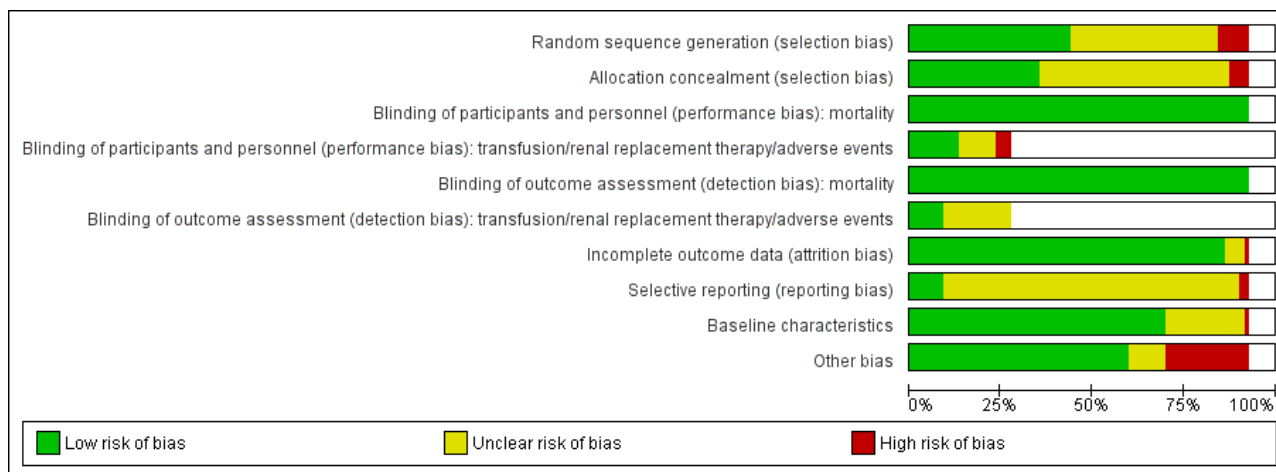 Random sequence generation (selection bias)
Allocation concealment (selection bias)
Blinding of participants and personnel (performance bias): mortality
Blinding of participants and personnel (performance bias): transfusion/renal replacement therapy/adverse events
Blinding of outcome assessment (detection bias): mortality
Blinding of outcome assessment (detection bias): transfusion/renal replacement therapy/adverse events
Incomplete outcome data (attrition bias)
Selective reporting (reporting bias)
Baseline characteristics
Other bias
0% 25% 50% 75% 100%
Low risk of bias Unclear risk of bias High risk of bias